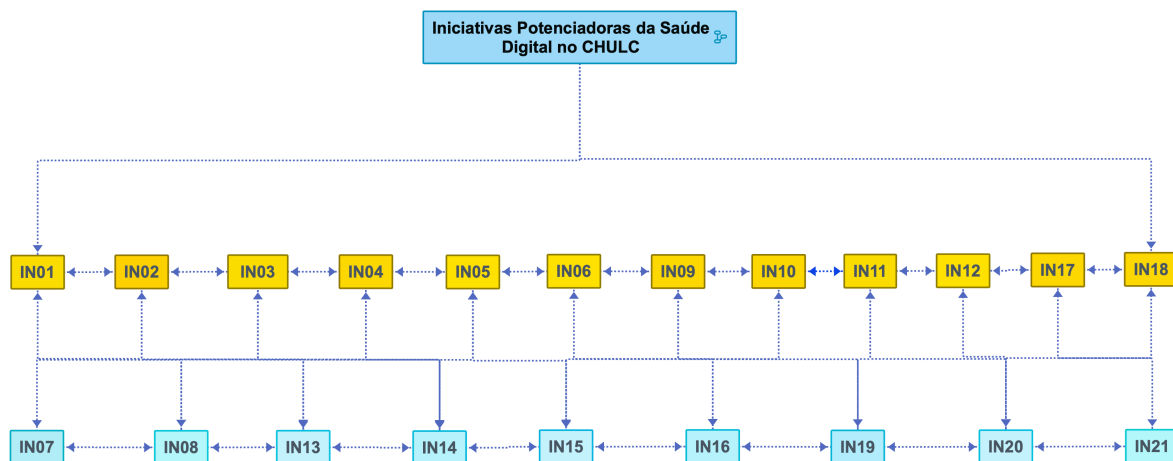 Iniciativas Potenciadoras da Saúde
Digital no CHULC
IN01
IN02
IN03
IN04
IN05
IN06
IN09
IN10
IN11
IN12
IN17
IN18
IN07
IN08
IN13
IN14
IN15
IN16
IN19
IN20
IN21